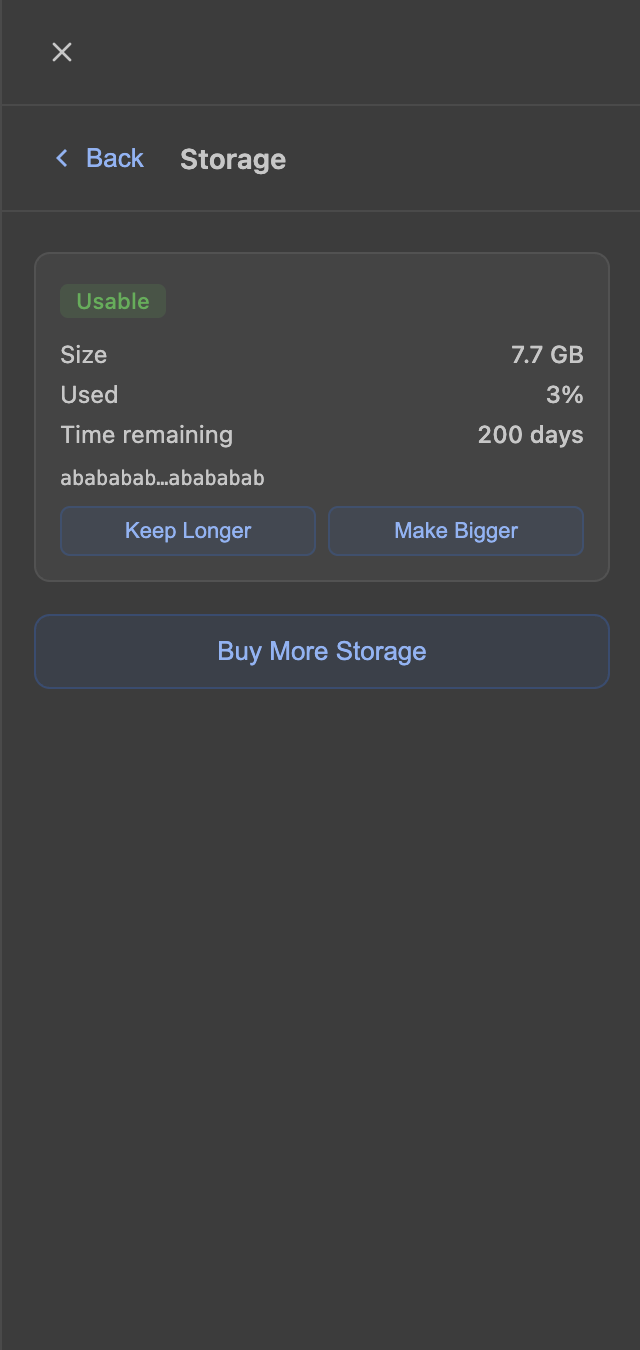 Back Storage
Usable
Size 7.7 GB
Used 3%
Time remaining 200 days
abababab…abababab
Keep Longer Make Bigger
Buy More Storage